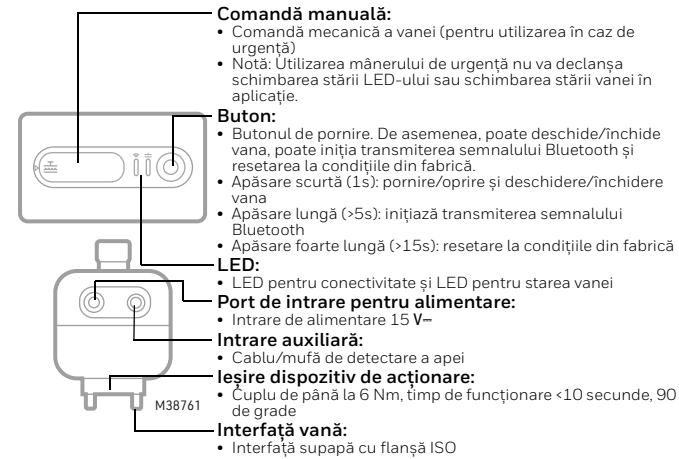 Comandă manuală:
• Comandă mecanică a vanei (pentru utilizarea în caz de
urgență)
• Notă: Utilizarea mânerului de urgență nu va declanșa
schimbarea stării LED-ului sau schimbarea stării vanei în
aplicație.
Buton:
• Butonul de pornire. De asemenea, poate deschide/închide
vana, poate iniția transmiterea semnalului Bluetooth și
resetarea la condițiile din fabrică.
• Apăsare scurtă (1s): pornire/oprire și deschidere/închidere
vana
• Apăsare lungă (>5s): inițiază transmiterea semnalului
Bluetooth
• Apăsare foarte lungă (>15s): resetare la condițiile din fabrică
LED:
• LED pentru conectivitate și LED pentru starea vanei
Port de intrare pentru alimentare:
• Intrare de alimentare 15 V⎓
Intrare auxiliară:
• Cablu/mufă de detectare a apei
Ieșire dispozitiv de acționare:
• Cuplu de până la 6 Nm, timp de funcționare <10 secunde, 90
de grade
M38761
Interfață vană:
• Interfață supapă cu flanșă ISO